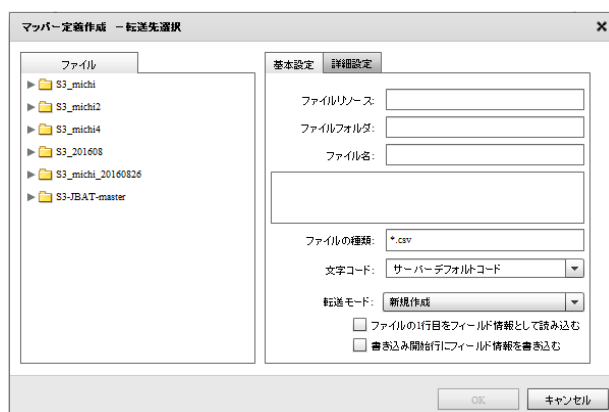 マッパー定義作成 －転送先選択
ファイル
S3_michi
S3_michi2
S3_michi4
S3_201608
S3_michi_20160826
S3-JBAT-master
基本設定 詳細設定
ファイルリソース:
ファイルフォルダ:
ファイル名:
ファイルの種類: *.csv
文字コード: サーバーデフォルトコード
転送モード: 新規作成
ファイルの1行目をフィールド情報として読み込む
書き込み開始行にフィールド情報を書き込む
OK キャンセル